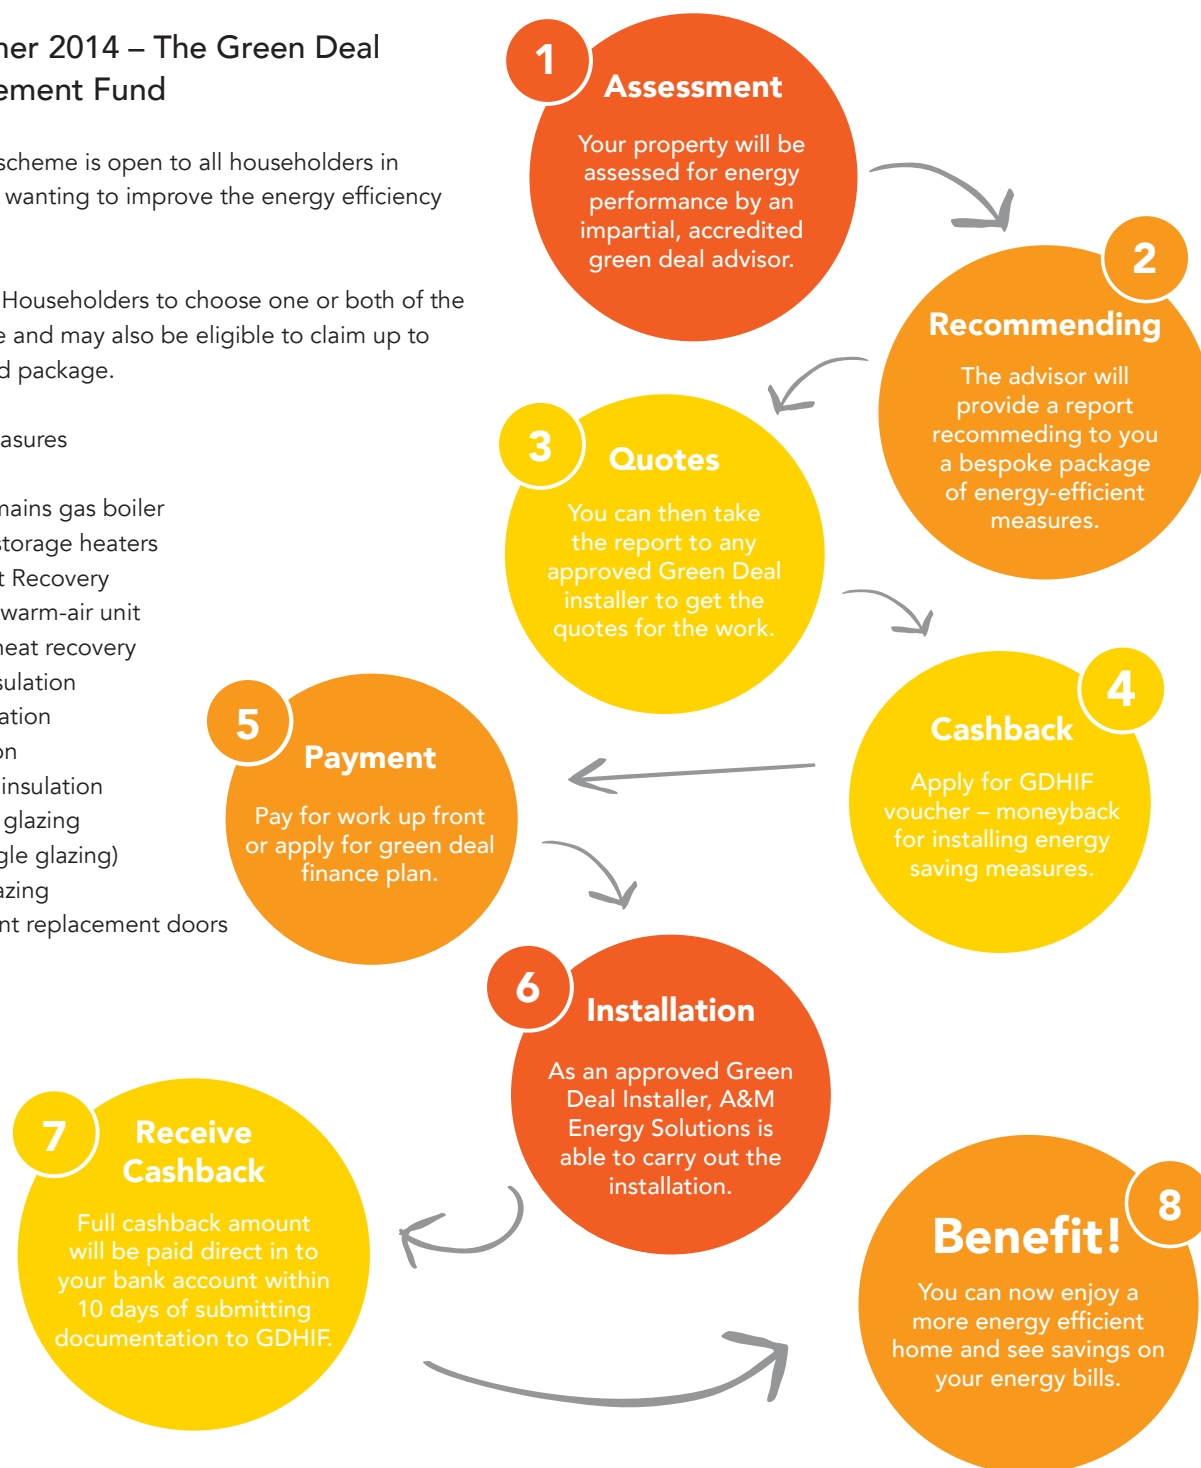 ner 2014 – The Green Deal
ement Fund
scheme is open to all householders in
wanting to improve the energy efficiency
Householders to choose one or both of the
e and may also be eligible to claim up to
d package.
asures
mains gas boiler
storage heaters
t Recovery
warm-air unit
heat recovery
sulation
ation
on
insulation
glazing
gle glazing)
azing
nt replacement doors
1
Assessment
Your property will be
assessed for energy
performance by an
impartial, accredited
green deal advisor.
2
Recommending
The advisor will
provide a report
recommeding to you
a bespoke package
of energy-efficient
measures.
3
Quotes
You can then take
the report to any
approved Green Deal
installer to get the
quotes for the work.
4
Cashback
Apply for GDHIF
voucher – moneyback
for installing energy
saving measures.
5
Payment
Pay for work up front
or apply for green deal
finance plan.
6
Installation
As an approved Green
Deal Installer, A&M
Energy Solutions is
able to carry out the
installation.
7
Receive
Cashback
Full cashback amount
will be paid direct in to
your bank account within
10 days of submitting
documentation to GDHIF.
8
Benefit!
You can now enjoy a
more energy efficient
home and see savings on
your energy bills.